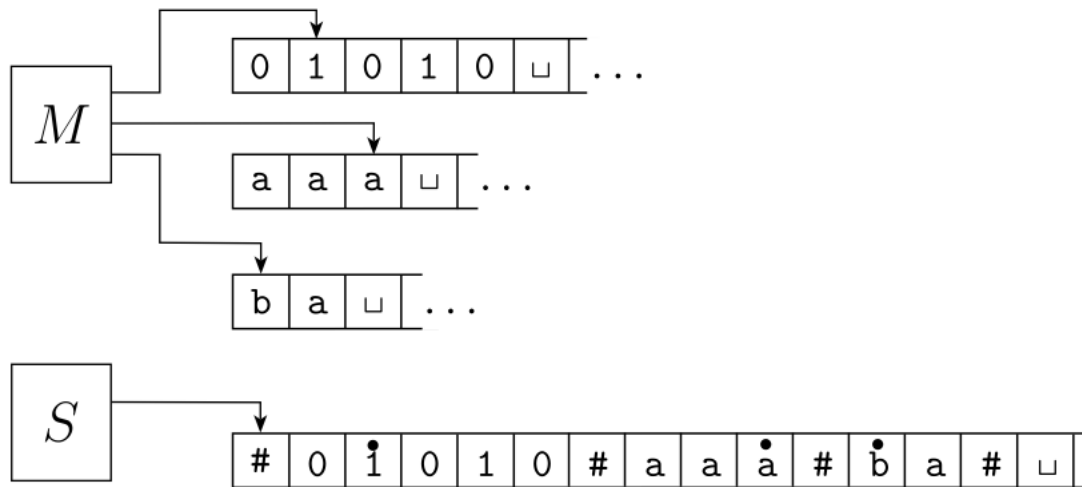 0 1 0 1 0 ␣ ...
M
a a a ␣ ...
b a ␣ ...
S
# 0 1̇ 0 1 0 # a a ȧ # ḃ a # ␣